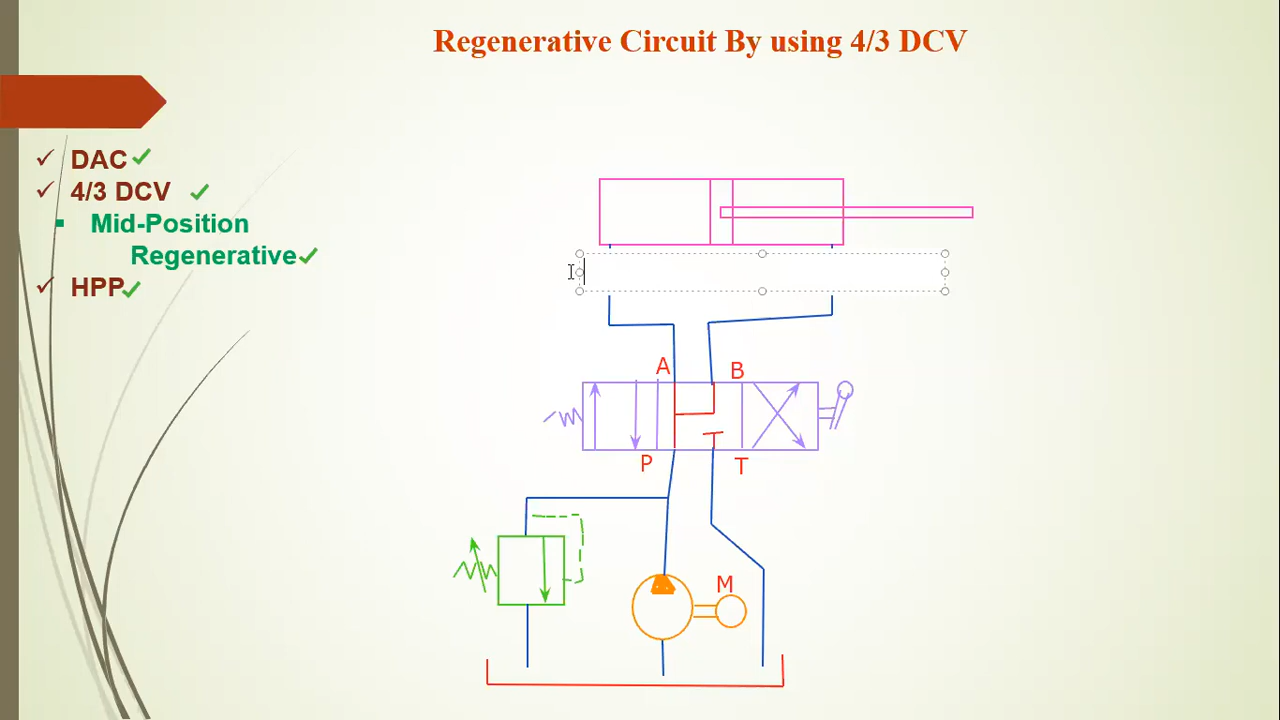 Regenerative Circuit By using 4/3 DCV
DAC
4/3 DCV
Mid-Position
Regenerative
HPP
A
B
P
T
M